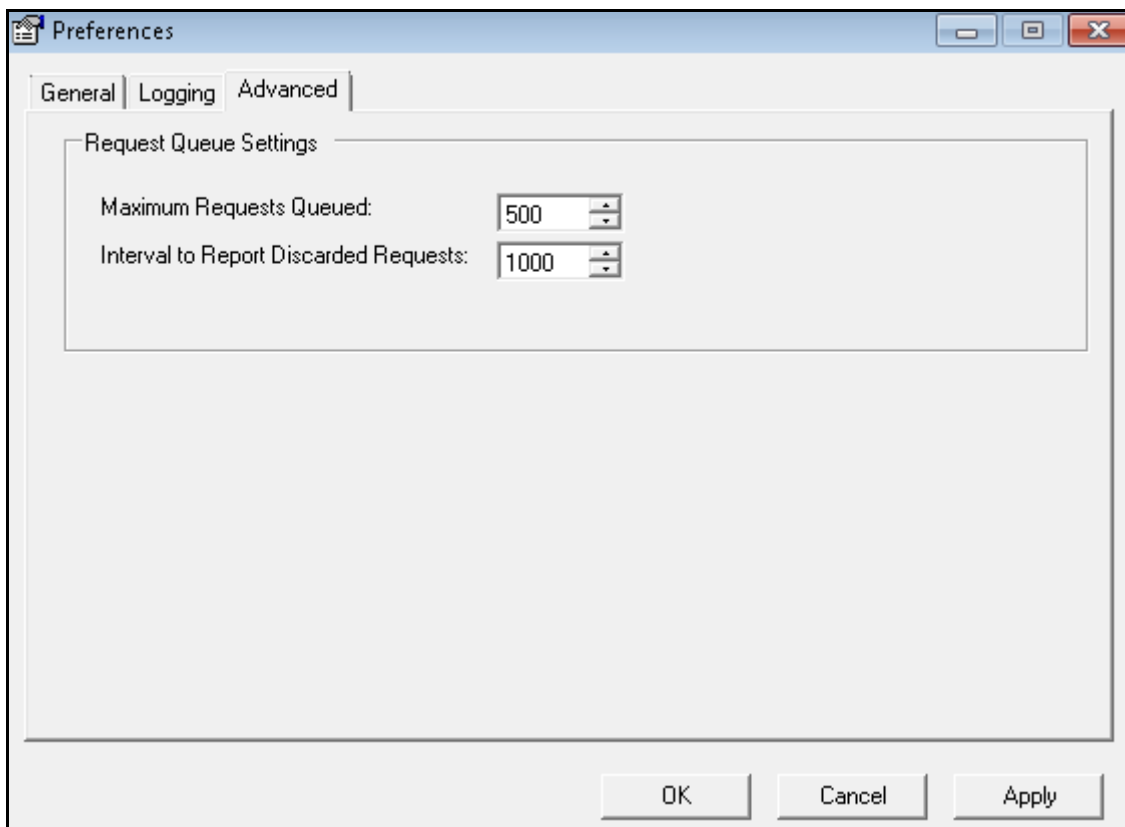 Preferences
General Logging Advanced
Request Queue Settings
Maximum Requests Queued: 500
Interval to Report Discarded Requests: 1000
OK Cancel Apply